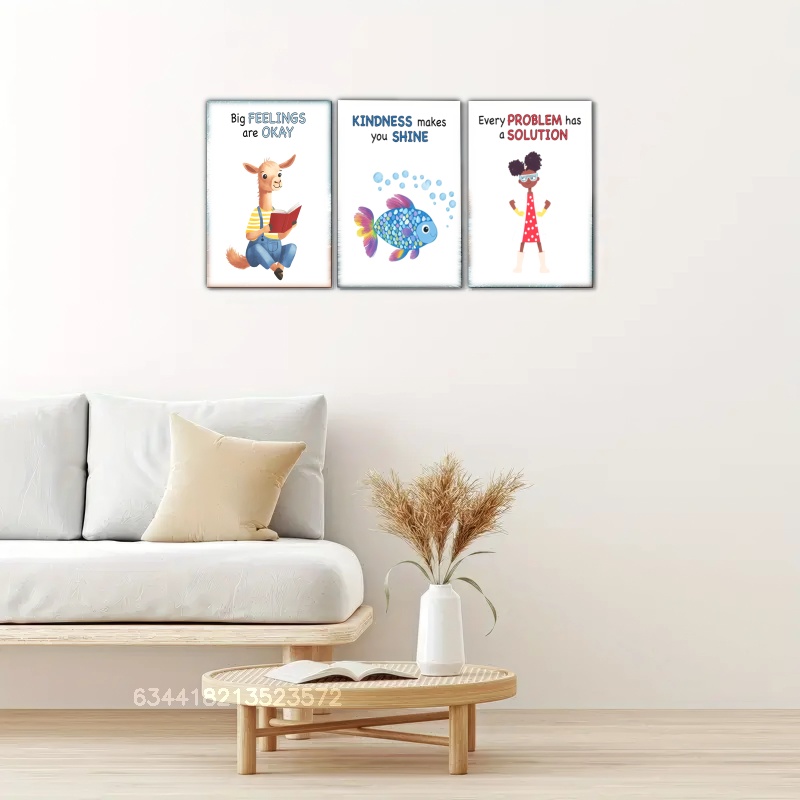 Big FEELINGS
are OKAY
KINDNESS makes
you SHINE
Every PROBLEM has
a SOLUTION
634418213523572